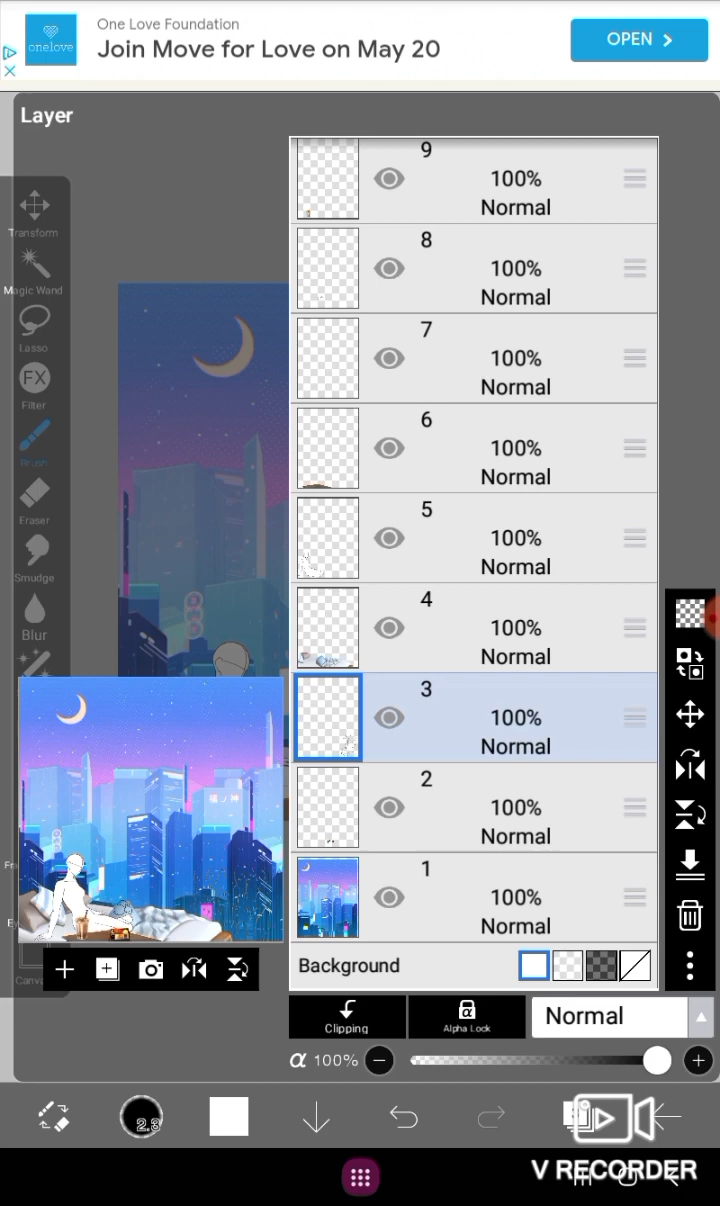 One Love Foundation
onelove
Join Move for Love on May 20
OPEN
Layer
9
100%
Normal
Transform
8
100%
Normal
Magic Wand
7
100%
Normal
Lasso
FX
Filter
6
100%
Normal
Brush
5
100%
Normal
Eraser
Smudge
4
100%
Normal
Blur
3
100%
Normal
2
100%
Normal
1
100%
Normal
Background
Clipping
α
Alpha Lock
Normal
α 100%
2.3
V RECORDER